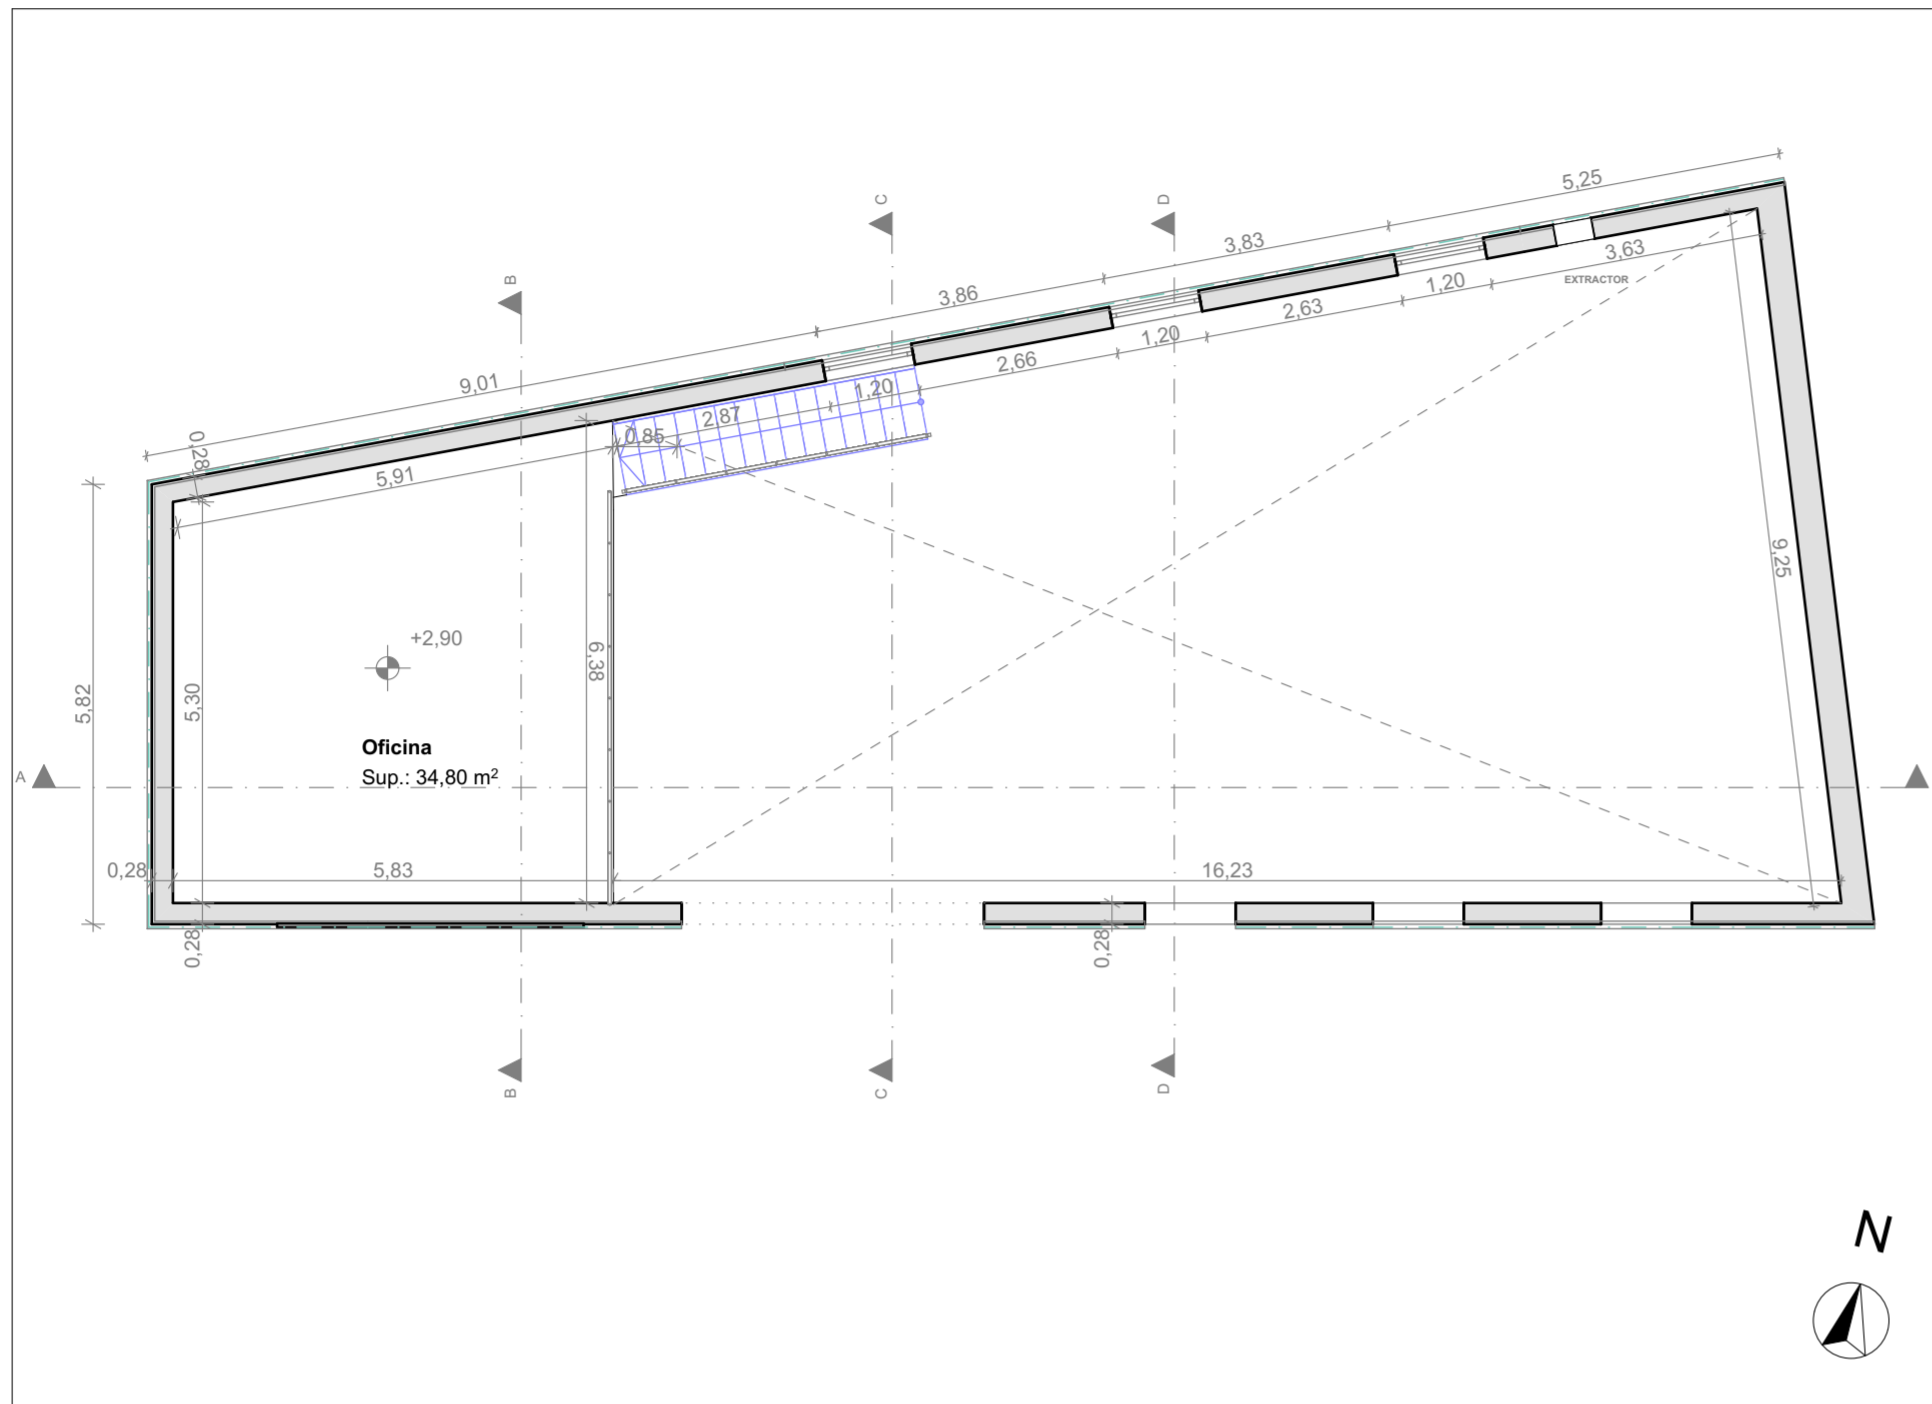 5,25
C
D
3,83
3,63
B
3,86
1,20
EXTRACTOR
2,63
1,20
2,66
9,01
1,20
2,87
0,85
0,28
5,91
9,25
+2,90
6,38
5,82
5,30
Oficina
Sup.: 34,80 m²
A
0,28
5,83
16,23
0,28
0,28
B
C
D
N